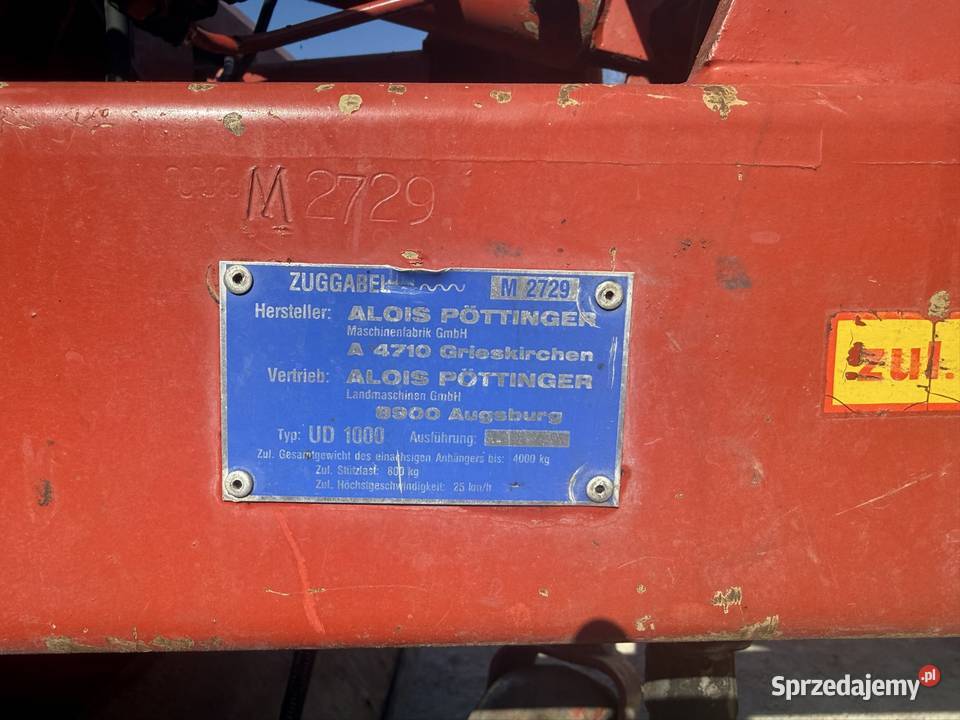 M 2729
ZUGGABEL M 2729
Hersteller: ALOIS PÖTTINGER
Maschinenfabrik GmbH
A 4710 Grieskirchen
Vertrieb: ALOIS PÖTTINGER
Landmaschinen GmbH
8900 Augsburg
Typ: UD 1000 Ausführung:
Zul. Gesamtgewicht des einachsigen Anhängers bis: 4000 kg
Zul. Stützlast: 800 kg
Zul. Höchstgeschwindigkeit: 25 km/h
zul.
Sprzedajemy.pl